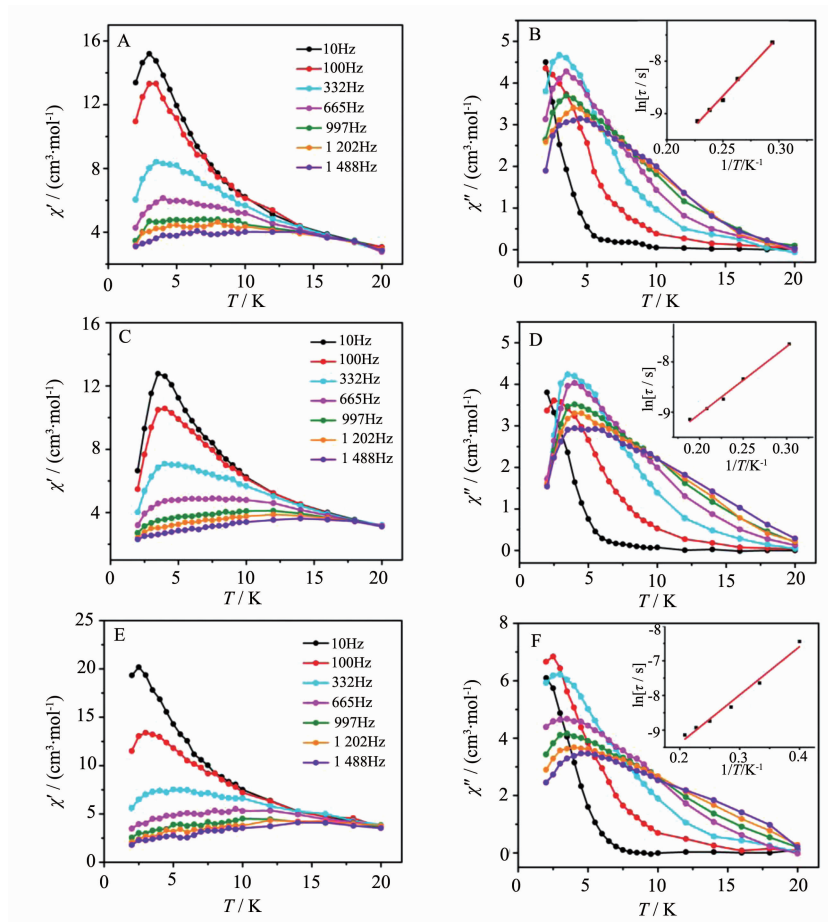 A
10Hz
100Hz
332Hz
665Hz
997Hz
1 202Hz
1 488Hz
16
12
8
4
0
5
10
15
20
χ′ / (cm³·mol⁻¹)
T / K
B
5
4
3
2
1
0
0
5
10
15
20
χ″ / (cm³·mol⁻¹)
T / K
-8
-9
0.20
0.25
0.30
ln[τ / s]
1/T/K⁻¹
C
10Hz
100Hz
332Hz
665Hz
997Hz
1 202Hz
1 488Hz
16
12
8
4
0
5
10
15
20
χ′ / (cm³·mol⁻¹)
T / K
D
5
4
3
2
1
0
0
5
10
15
20
χ″ / (cm³·mol⁻¹)
T / K
-8
-9
0.20
0.25
0.30
ln[τ / s]
1/T/K⁻¹
E
10Hz
100Hz
332Hz
665Hz
997Hz
1 202Hz
1 488Hz
25
20
15
10
5
0
0
5
10
15
20
χ′ / (cm³·mol⁻¹)
T / K
F
8
6
4
2
0
0
5
10
15
20
χ″ / (cm³·mol⁻¹)
T / K
-8
-7
-8
-9
0.2
0.3
0.4
ln[τ / s]
1/T/K⁻¹